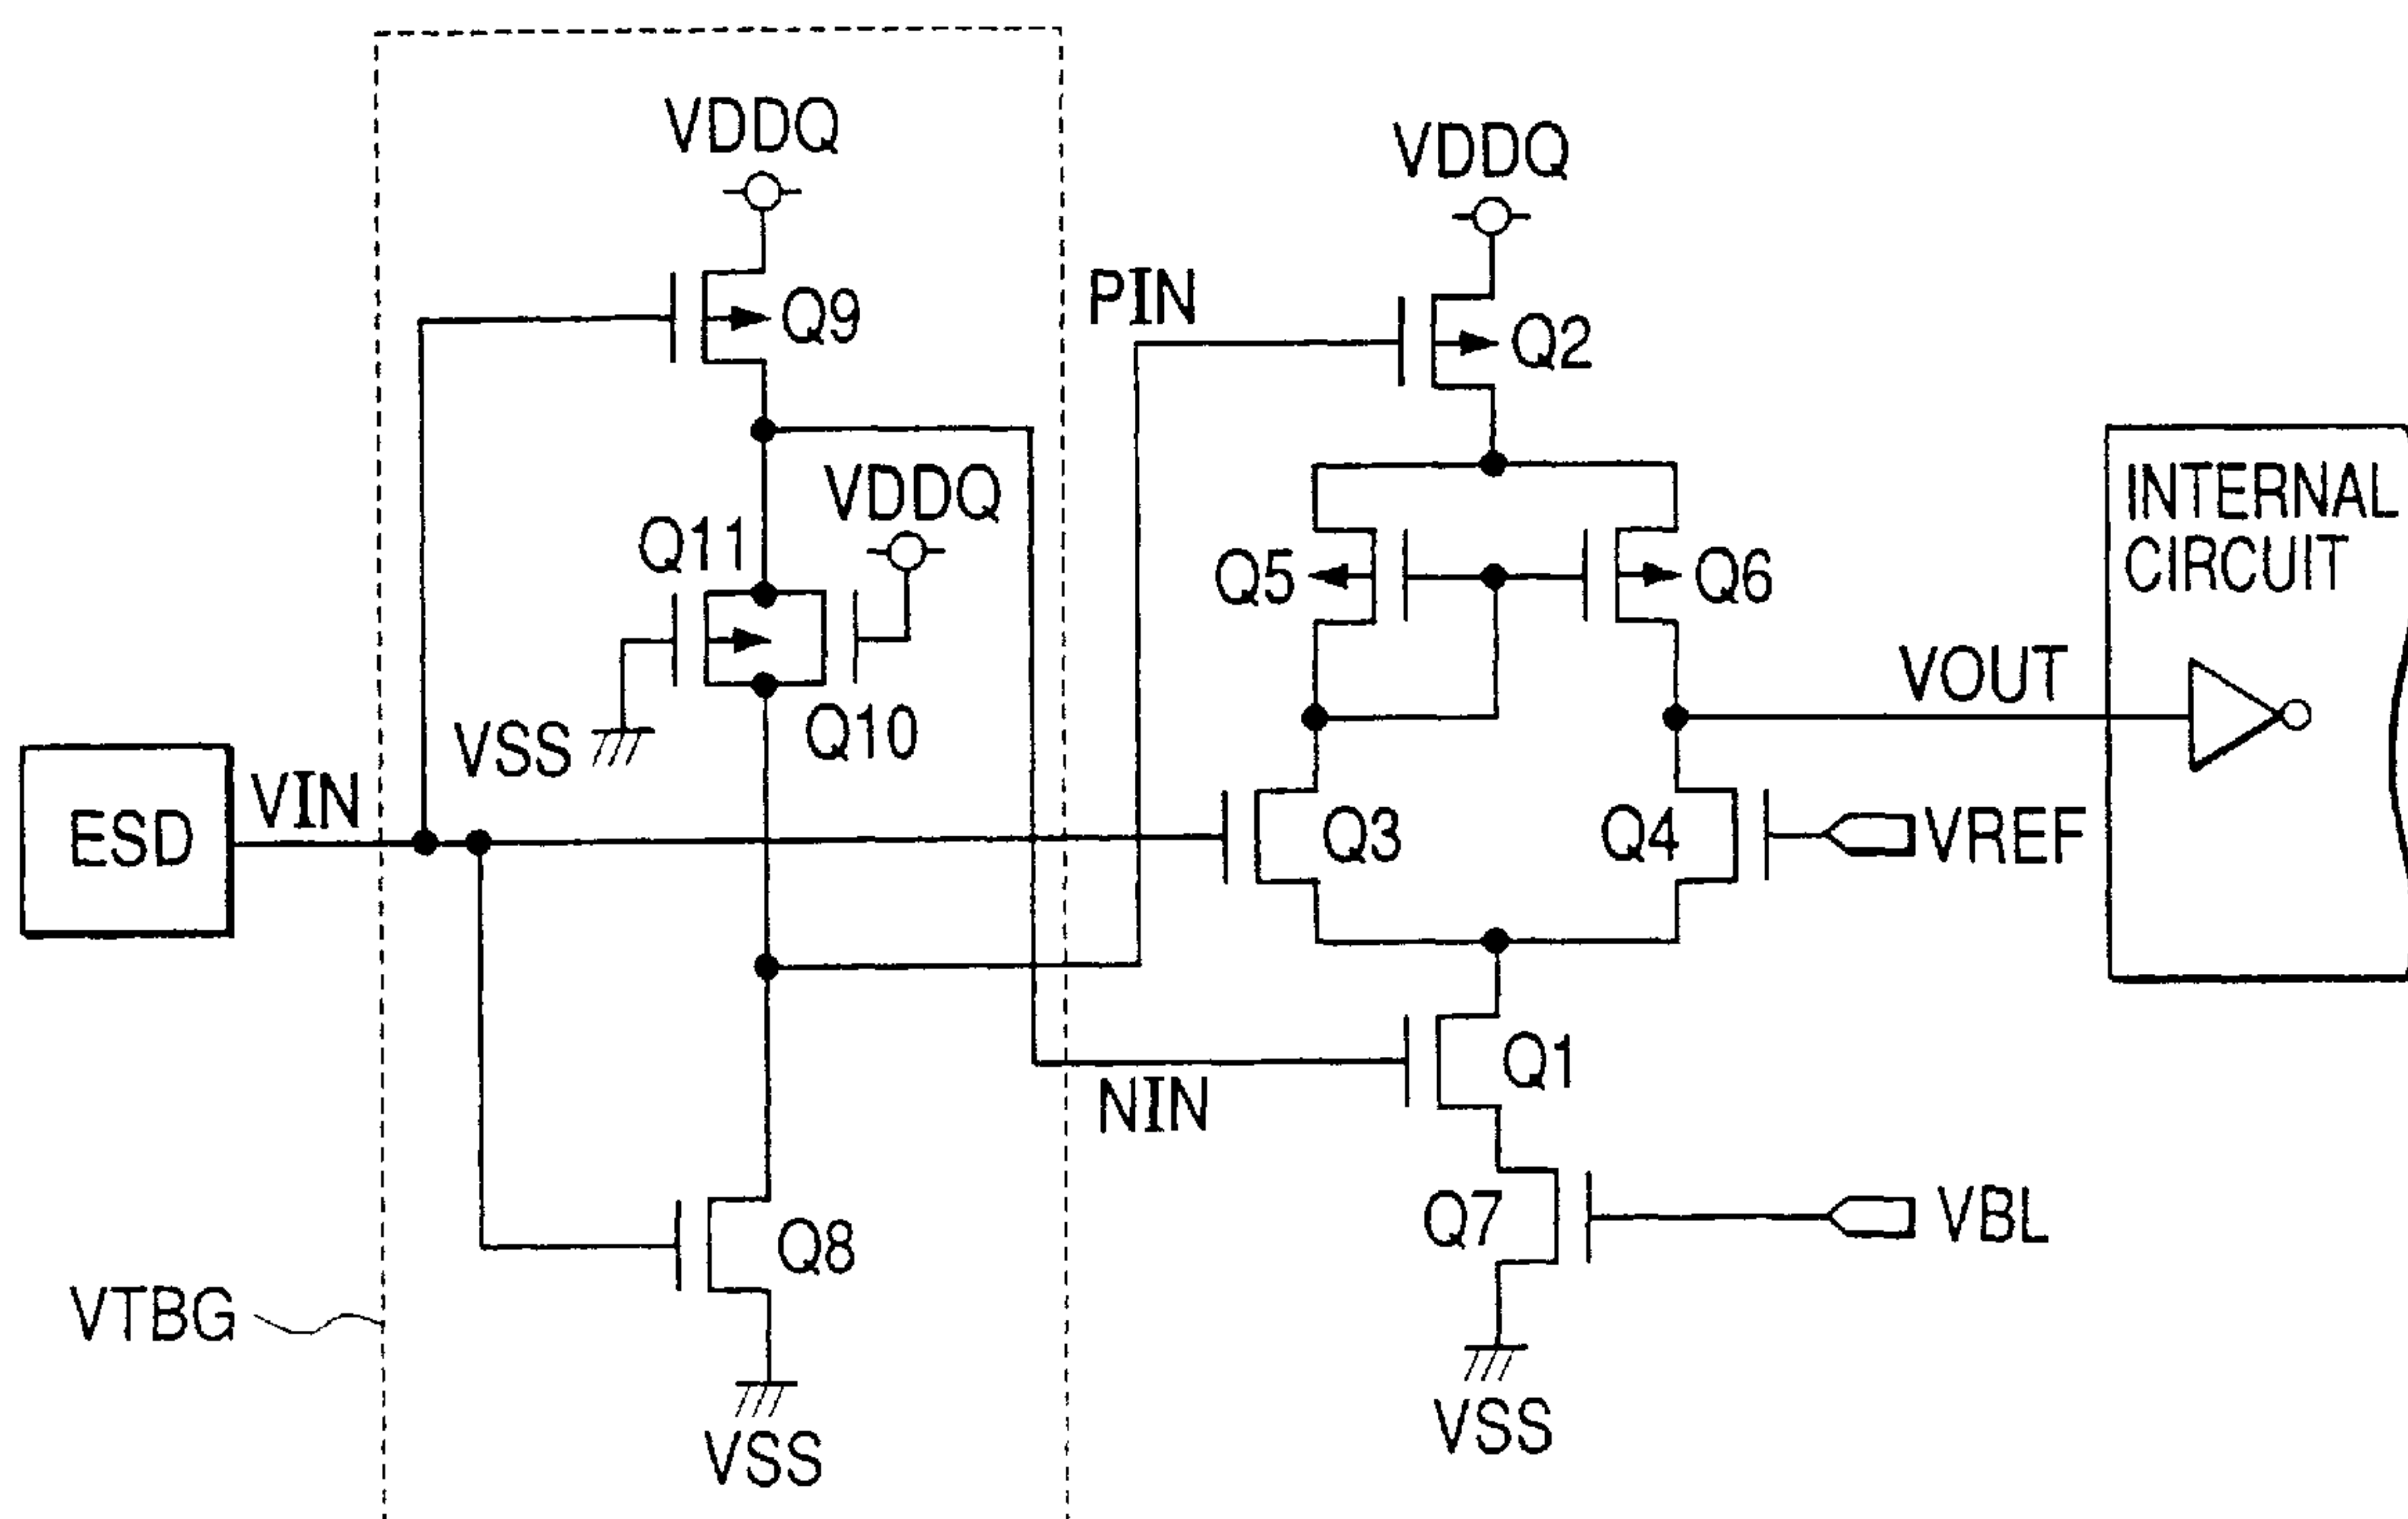 VDDQ
VDDQ
PIN
Q9
Q2
VDDQ
Q11
INTERNAL
CIRCUIT
Q5
Q6
VOUT
Q10
VSS
VIN
ESD
Q3
Q4
VREF
Q1
NIN
Q7
VBL
Q8
VTBG
VSS
VSS